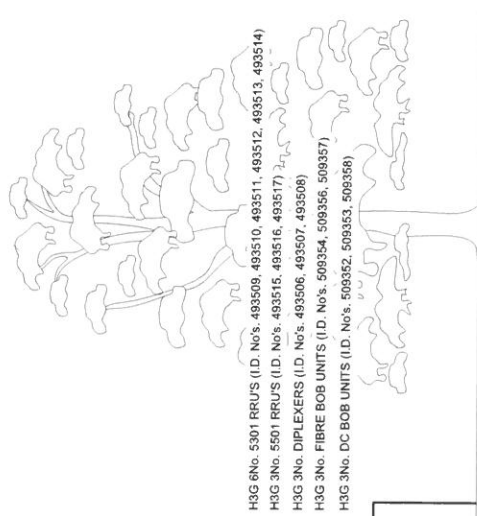 H3G 6No. 5301 RRU'S (I.D. No's. 493509, 493510, 493511, 493512, 493513, 493514)
H3G 3No. 5501 RRU'S (I.D. No's. 493515, 493516, 493517)
H3G 3No. DIPLEXERS (I.D. No's. 493506, 493507, 493508)
H3G 3No. FIBRE BOB UNITS (I.D. No's. 509354, 509356, 509357)
H3G 3No. DC BOB UNITS (I.D. No's. 509352, 509353, 509358)